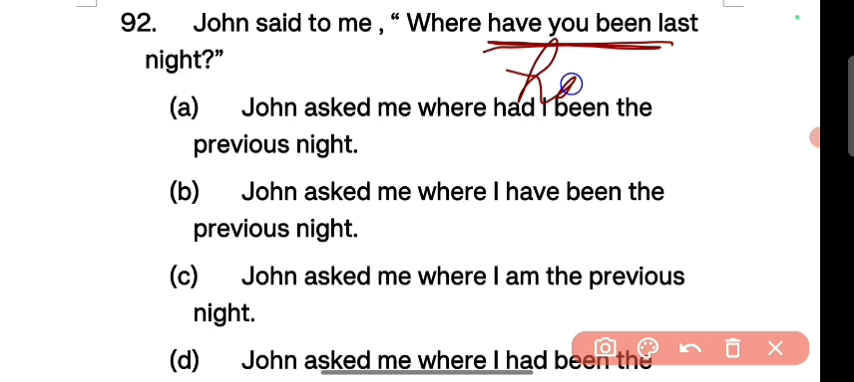 92. John said to me , “ Where have you been last
night?”
(a) John asked me where had I been the
previous night.
(b) John asked me where I have been the
previous night.
(c) John asked me where I am the previous
night.
(d) John asked me where I had been the